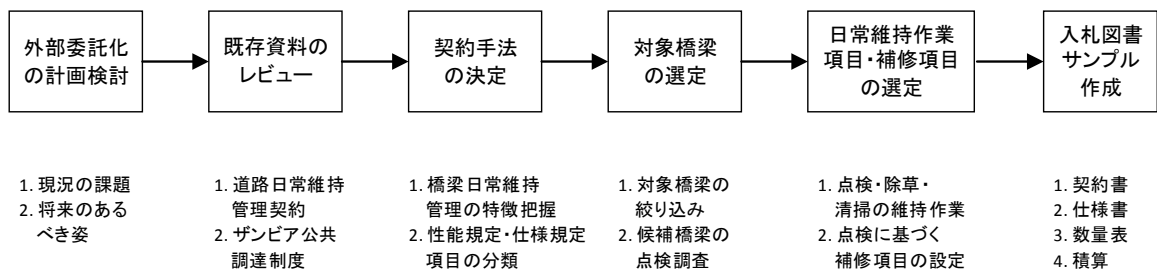 外部委託化
の計画検討
既存資料の
レビュー
契約手法
の決定
対象橋梁
の選定
日常維持作業
項目・補修項目
の選定
入札図書
サンプル
作成
1. 現況の課題
2. 将来のある
べき姿
1. 道路日常維持
管理契約
2. ザンビア公共
調達制度
1. 橋梁日常維持
管理の特徴把握
2. 性能規定・仕様規定
項目の分類
1. 対象橋梁の
絞り込み
2. 候補橋梁の
点検調査
1. 点検・除草・
清掃の維持作業
2. 点検に基づく
補修項目の設定
1. 契約書
2. 仕様書
3. 数量表
4. 積算